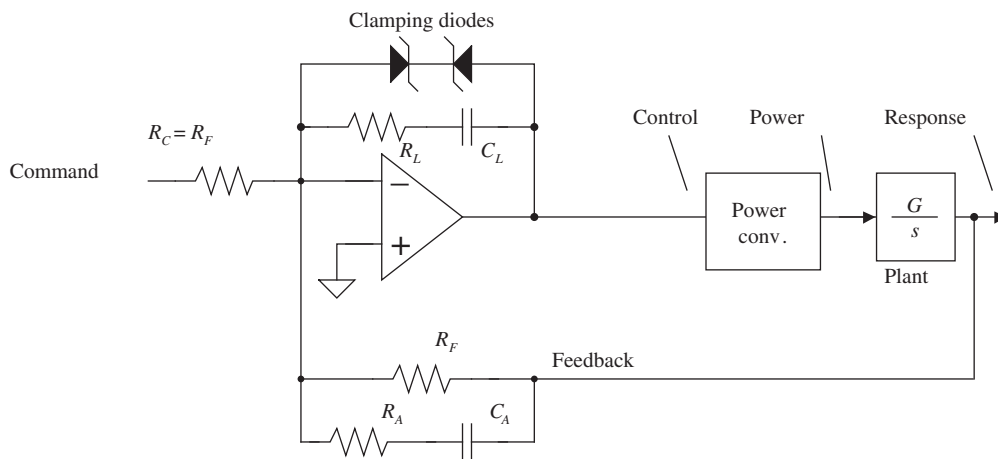 Clamping diodes
R_C = R_F
Command
R_L
C_L
−
+
Control
Power
Response
Power
conv.
G
s
Plant
R_F
Feedback
R_A
C_A